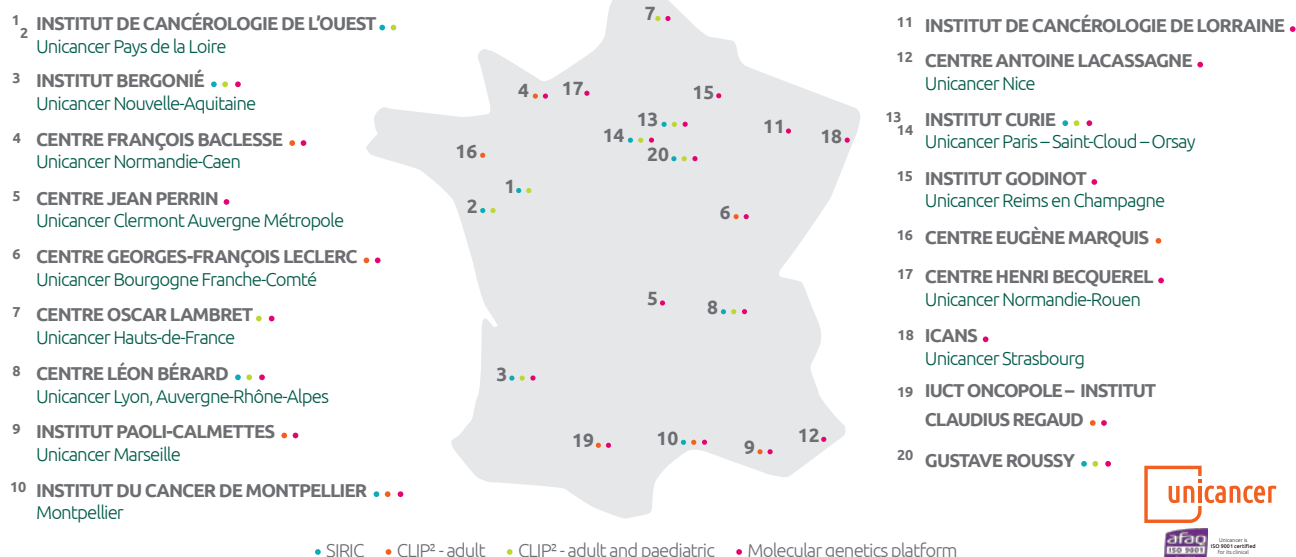 1 INSTITUT DE CANCÉROLOGIE DE L'OUEST
2 Unicancer Pays de la Loire
3 INSTITUT BERGONIÉ
Unicancer Nouvelle-Aquitaine
4 CENTRE FRANÇOIS BACLESSE
Unicancer Normandie-Caen
5 CENTRE JEAN PERRIN
Unicancer Clermont Auvergne Métropole
6 CENTRE GEORGES-FRANÇOIS LECLERC
Unicancer Bourgogne Franche-Comté
7 CENTRE OSCAR LAMBRET
Unicancer Hauts-de-France
8 CENTRE LÉON BÉRARD
Unicancer Lyon, Auvergne-Rhône-Alpes
9 INSTITUT PAOLI-CALMETTES
Unicancer Marseille
10 INSTITUT DU CANCER DE MONTPELLIER
Montpellier
7
4
17
15
13
14
11
18
16
20
1
2
6
5
8
3
19
10
9
12
11 INSTITUT DE CANCÉROLOGIE DE LORRAINE
12 CENTRE ANTOINE LACASSAGNE
Unicancer Nice
13 INSTITUT CURIE
14 Unicancer Paris – Saint-Cloud – Orsay
15 INSTITUT GODINOT
Unicancer Reims en Champagne
16 CENTRE EUGÈNE MARQUIS
17 CENTRE HENRI BECQUEREL
Unicancer Normandie-Rouen
18 ICANS
Unicancer Strasbourg
19 IUCT ONCOPOLE – INSTITUT
CLAUDIUS REGAUD
20 GUSTAVE ROUSSY
• SIRIC • CLIP² - adult • CLIP² - adult and paediatric • Molecular genetics platform
unicancer
afaq
ISO 9001
Unicancer is
ISO 9001 certified
for its clinical